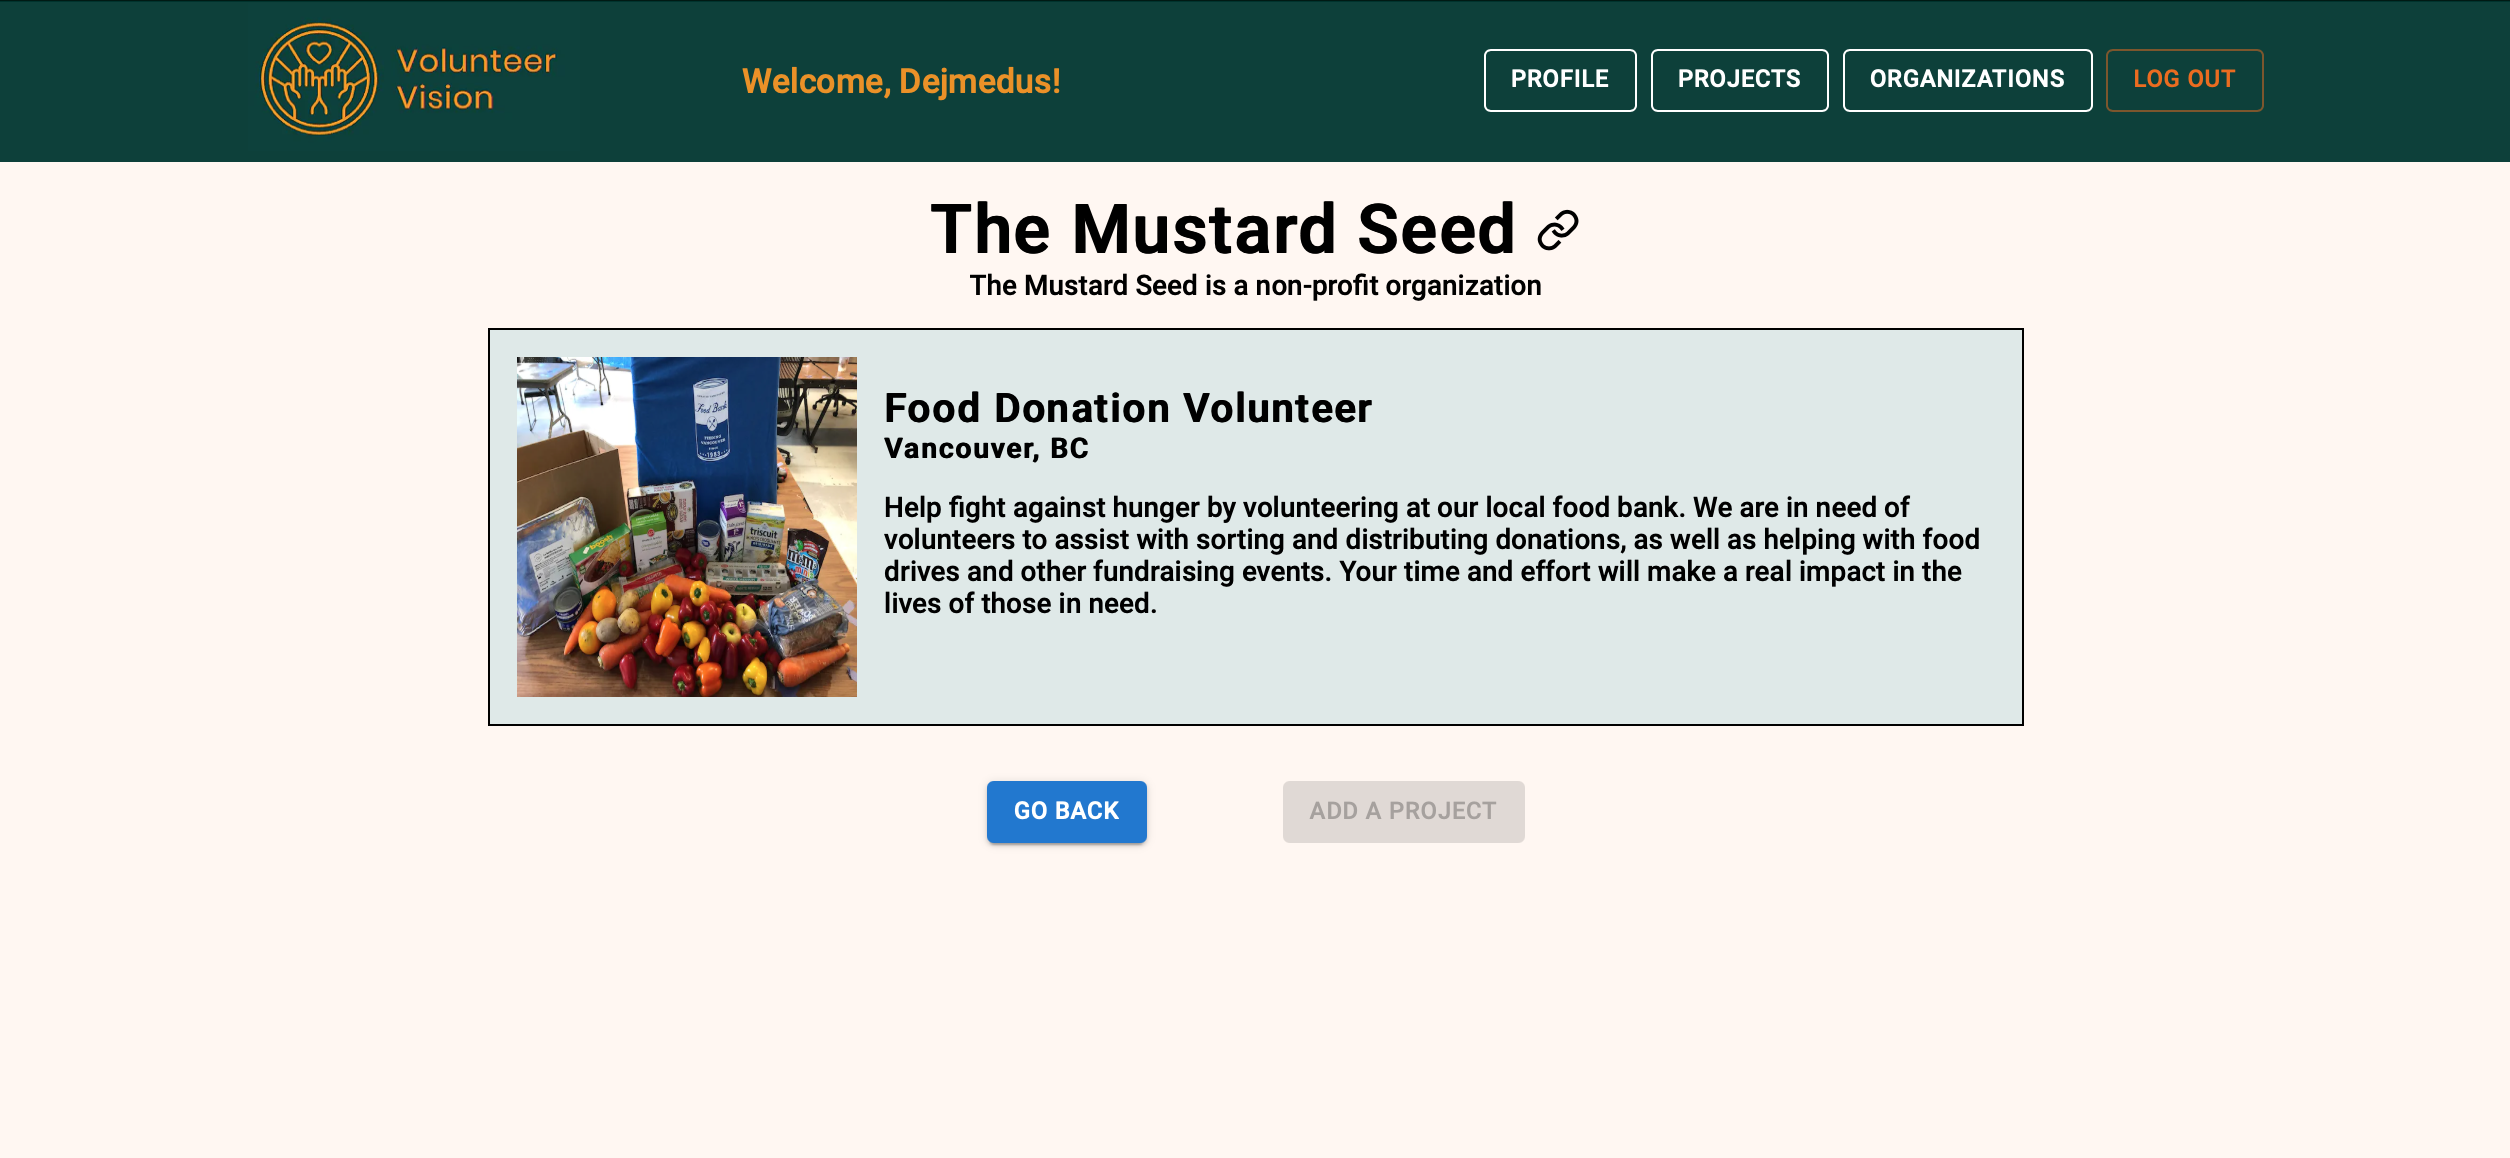 Volunteer
Vision
Welcome, Dejmedus!
PROFILE
PROJECTS
ORGANIZATIONS
LOG OUT
The Mustard Seed
The Mustard Seed is a non-profit organization
Food Bank
VANCOUVER
1983
triscuit
m&m's
Food Donation Volunteer
Vancouver, BC
Help fight against hunger by volunteering at our local food bank. We are in need of
volunteers to assist with sorting and distributing donations, as well as helping with food
drives and other fundraising events. Your time and effort will make a real impact in the
lives of those in need.
GO BACK
ADD A PROJECT